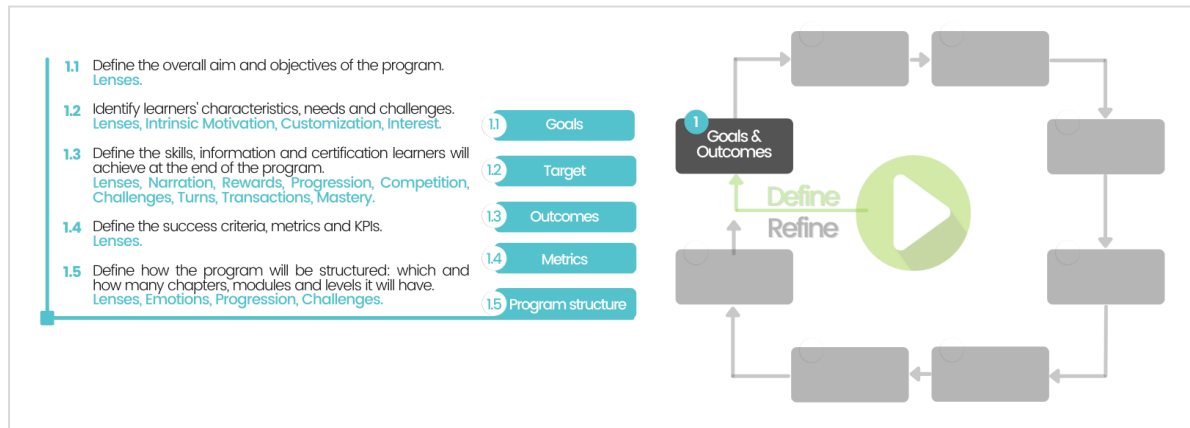 1.1 Define the overall aim and objectives of the program.
Lenses.
1.2 Identify learners' characteristics, needs and challenges.
Lenses, Intrinsic Motivation, Customization, Interest.
1.3 Define the skills, information and certification learners will
achieve at the end of the program.
Lenses, Narration, Rewards, Progression, Competition,
Challenges, Turns, Transactions, Mastery.
1.4 Define the success criteria, metrics and KPIs.
Lenses.
1.5 Define how the program will be structured: which and
how many chapters, modules and levels it will have.
Lenses, Emotions, Progression, Challenges.
1.1 Goals
1.2 Target
1.3 Outcomes
1.4 Metrics
1.5 Program structure
1
Goals &
Outcomes
Define
Refine